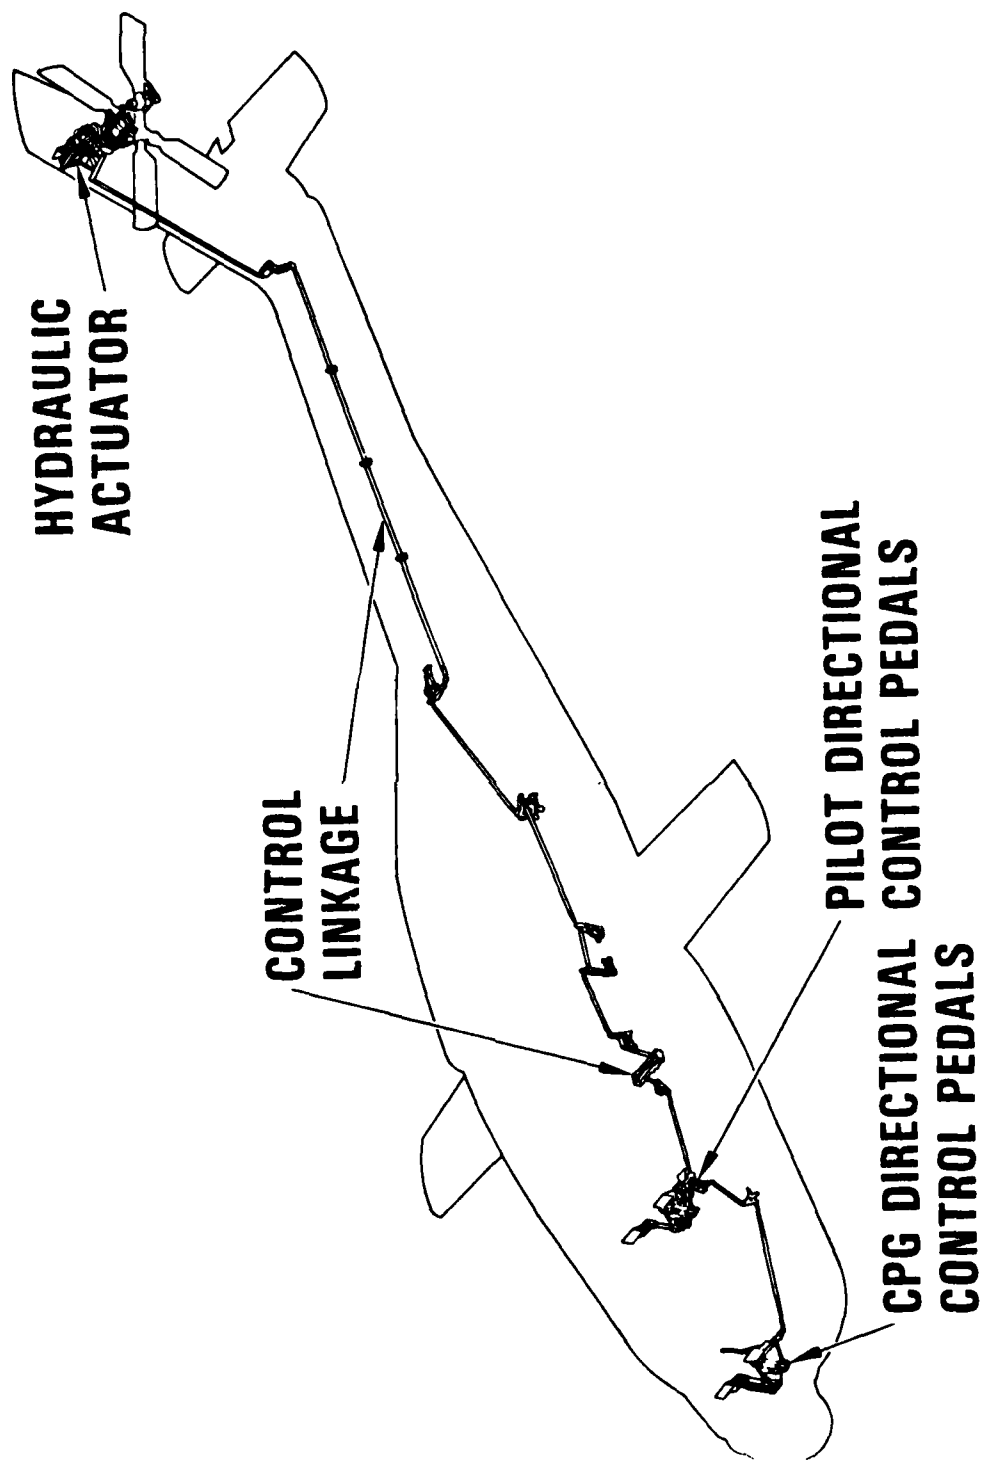 HYDRAULIC
ACTUATOR
CONTROL
LINKAGE
PILOT DIRECTIONAL
CONTROL PEDALS
CPG DIRECTIONAL
CONTROL PEDALS